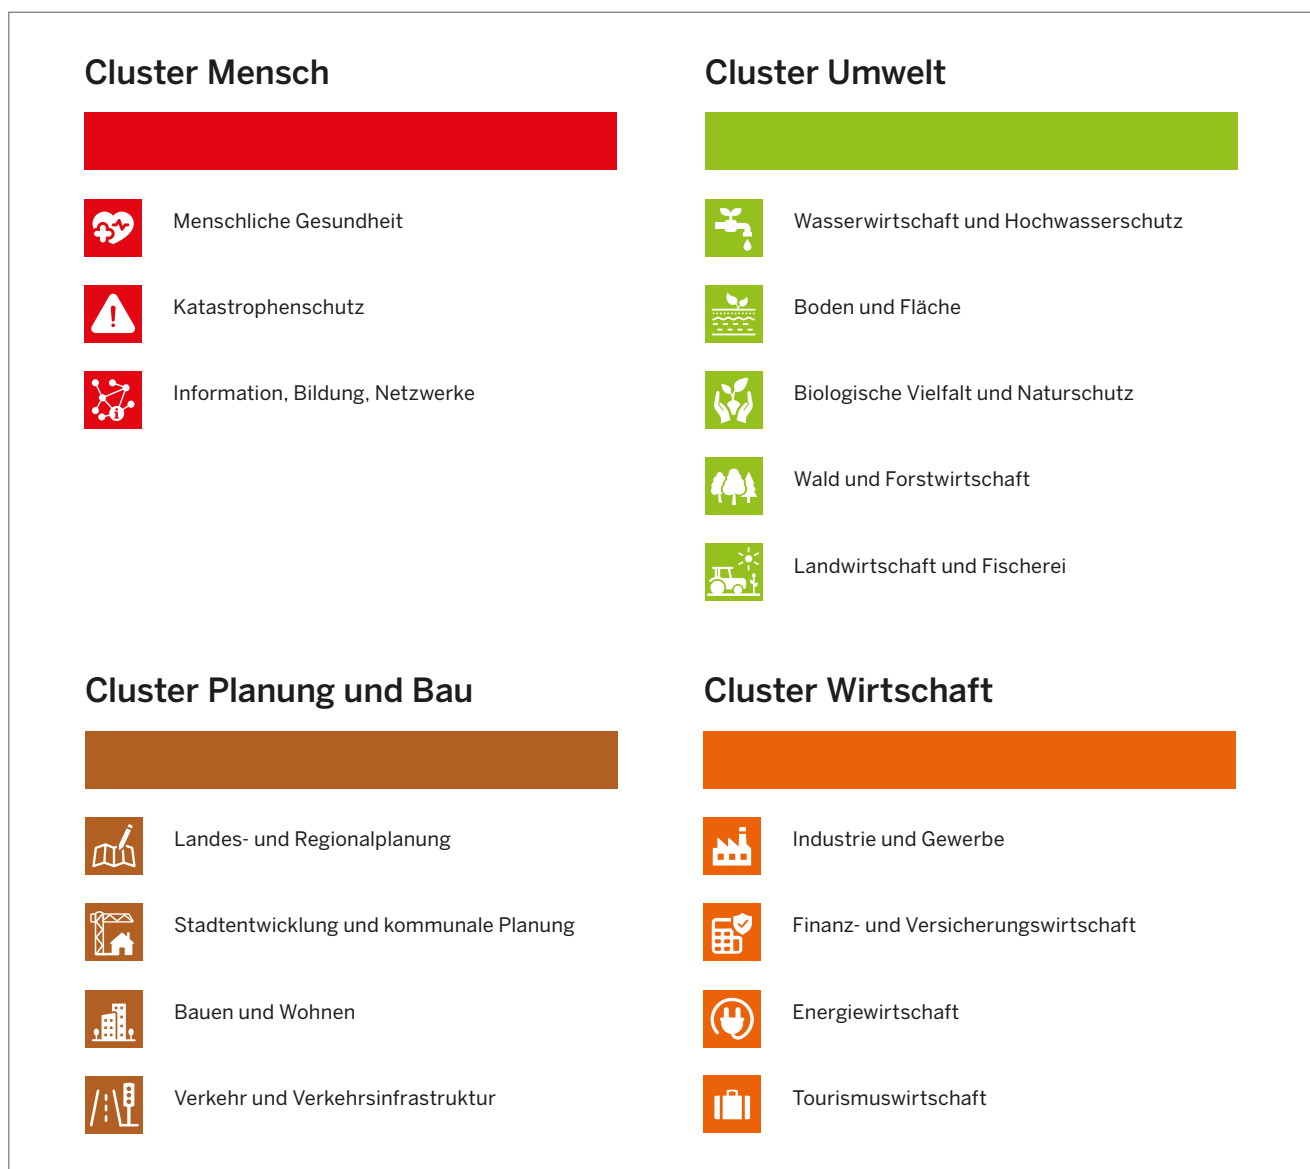 Cluster Mensch
Menschliche Gesundheit
Katastrophenschutz
Information, Bildung, Netzwerke
Cluster Umwelt
Wasserwirtschaft und Hochwasserschutz
Boden und Fläche
Biologische Vielfalt und Naturschutz
Wald und Forstwirtschaft
Landwirtschaft und Fischerei
Cluster Planung und Bau
Landes- und Regionalplanung
Stadtentwicklung und kommunale Planung
Bauen und Wohnen
Verkehr und Verkehrsinfrastruktur
Cluster Wirtschaft
Industrie und Gewerbe
Finanz- und Versicherungswirtschaft
Energiewirtschaft
Tourismuswirtschaft